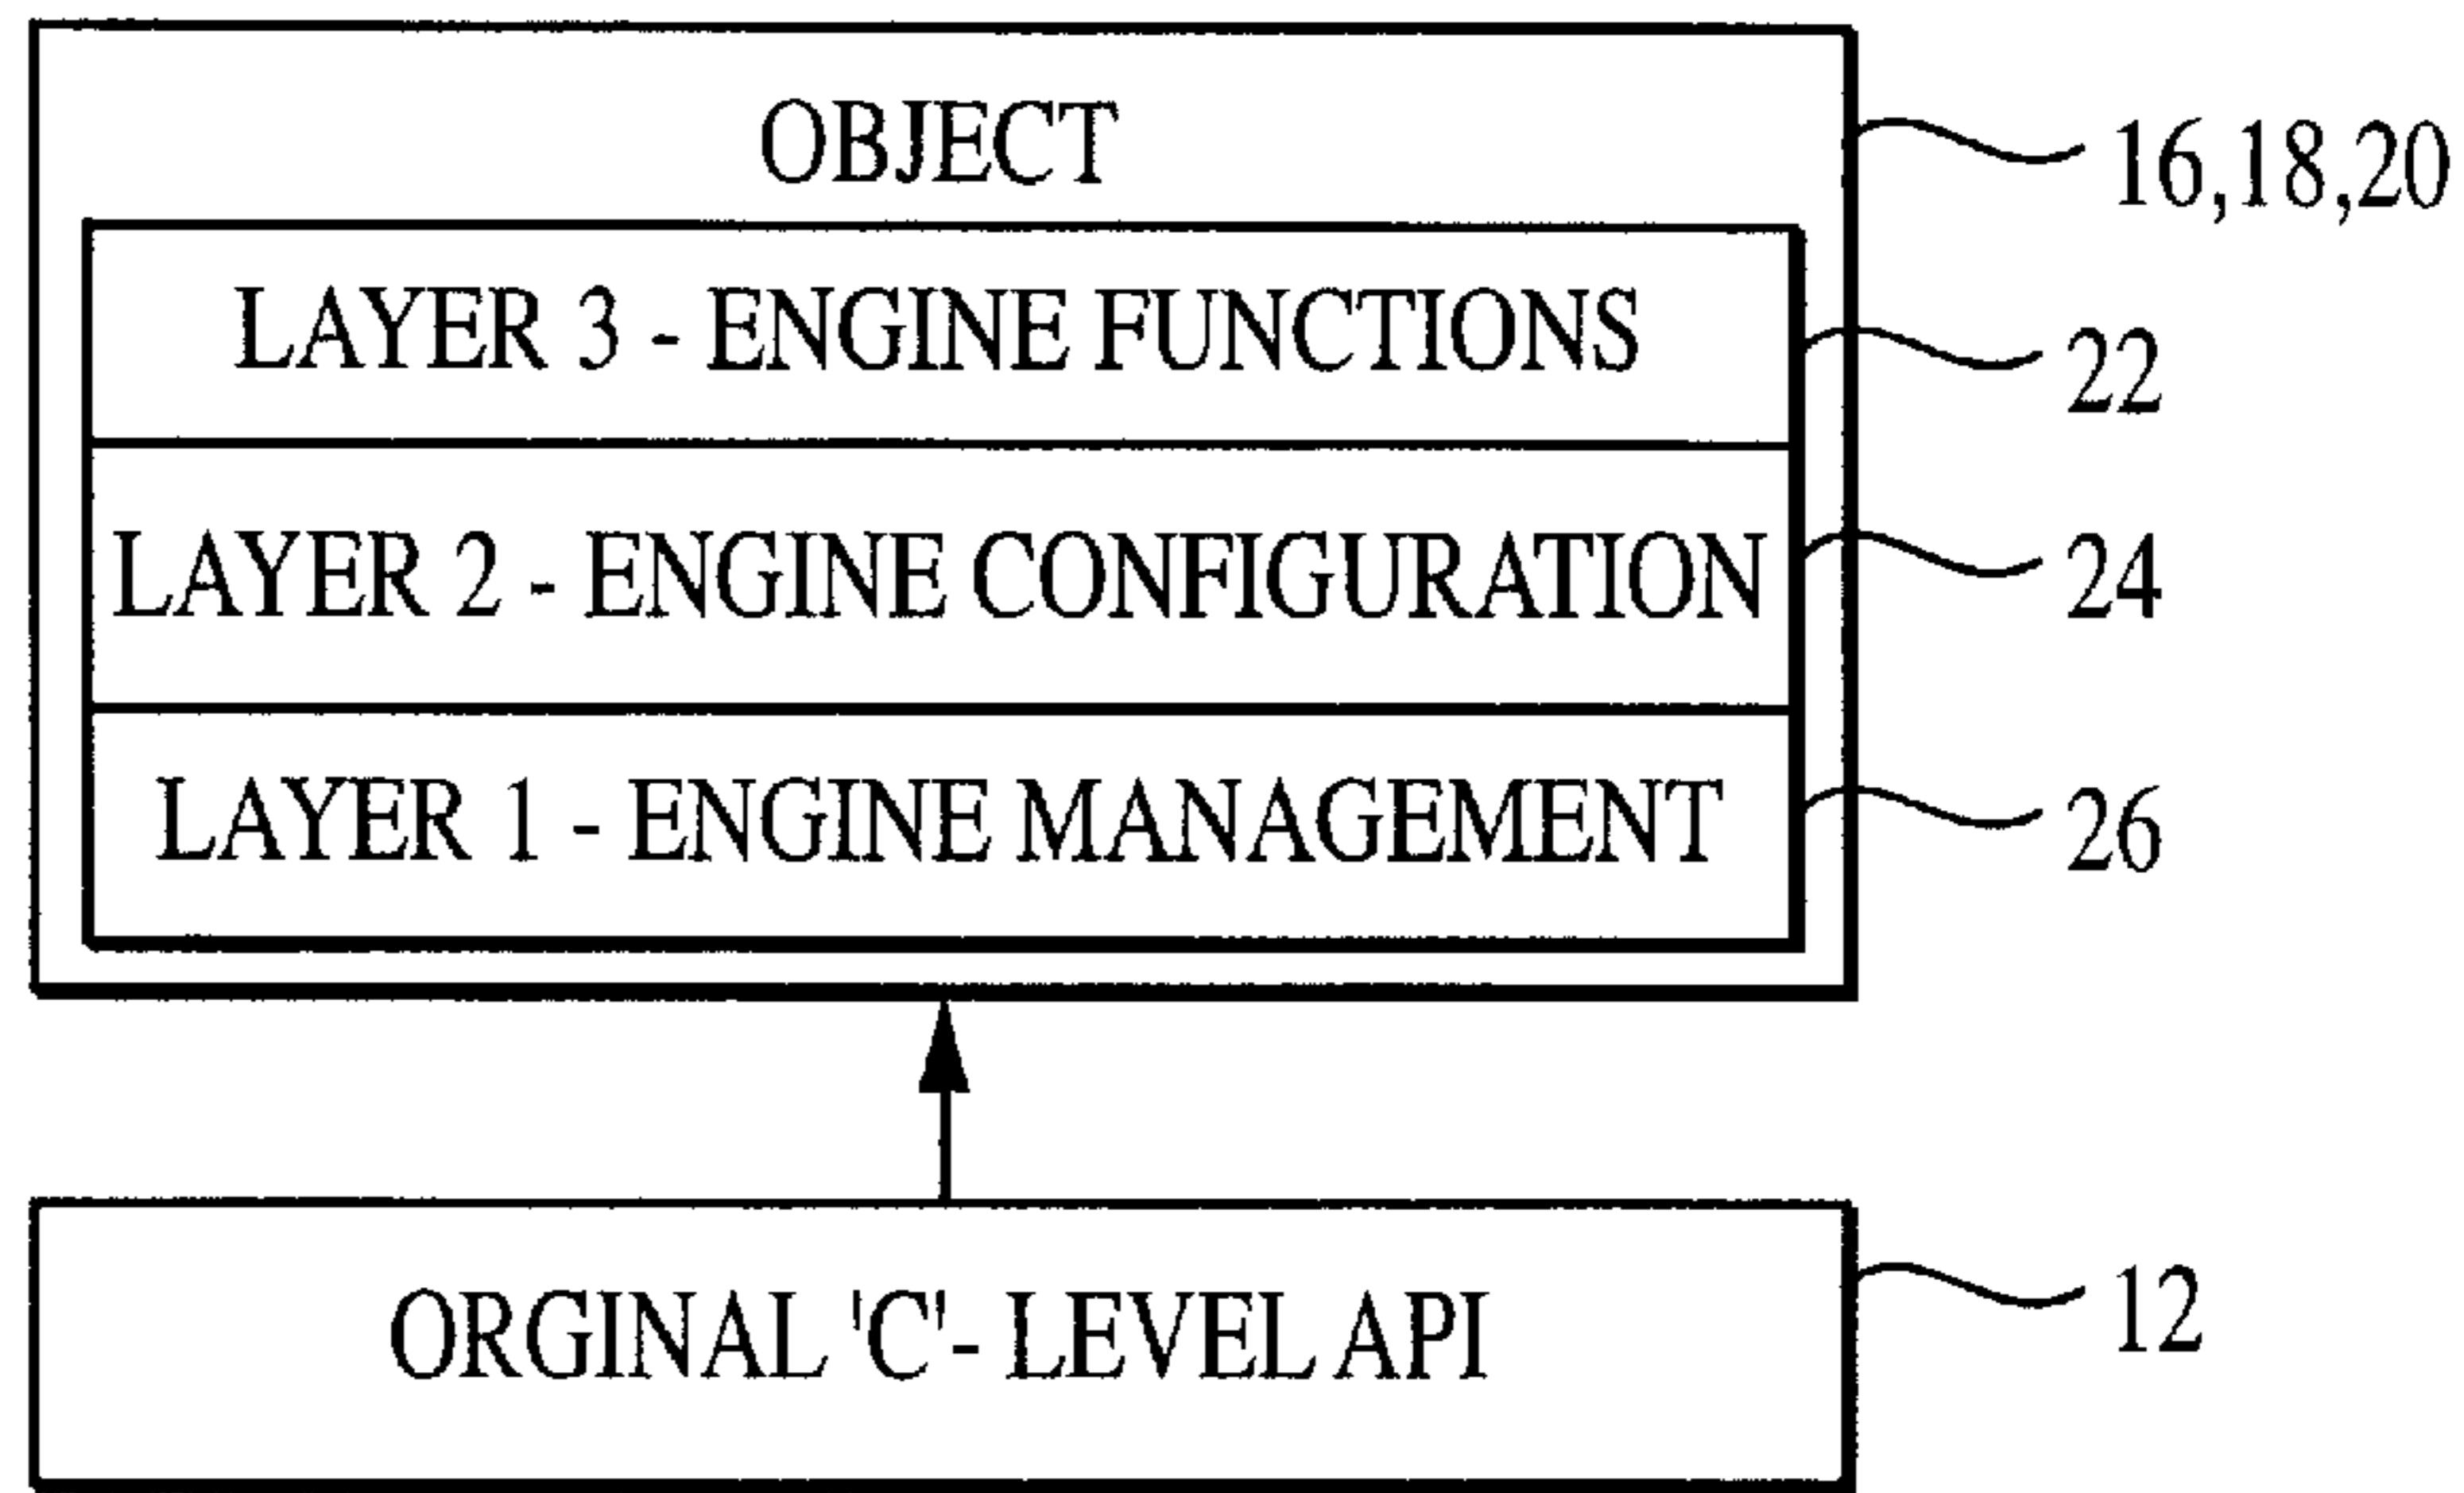 OBJECT
16,18,20
LAYER 3 - ENGINE FUNCTIONS
22
LAYER 2 - ENGINE CONFIGURATION
24
LAYER 1 - ENGINE MANAGEMENT
26
ORGINAL 'C'- LEVEL API
12